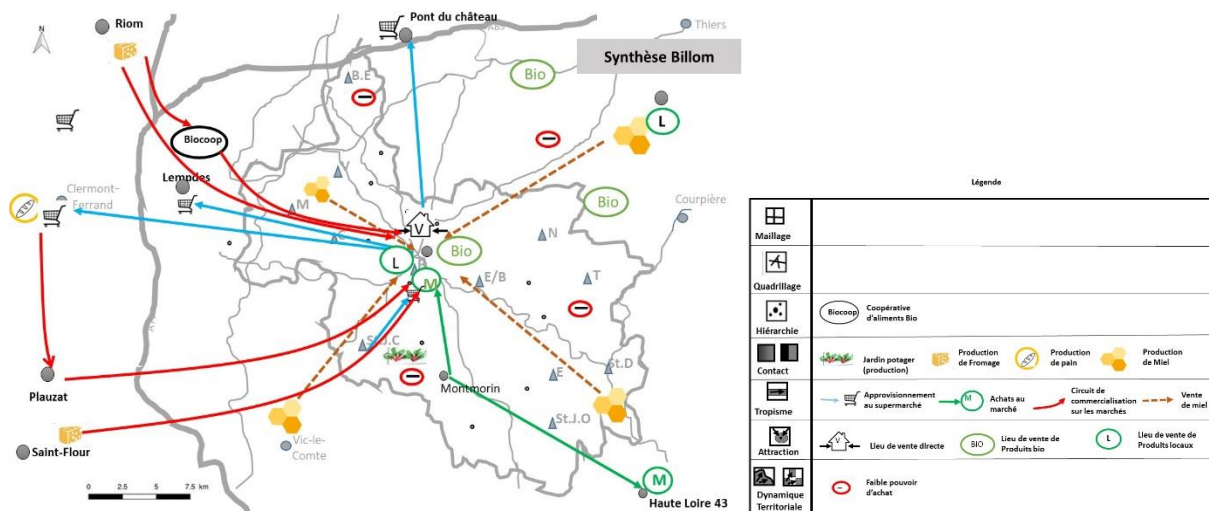 Riom
Pont du château
A89
Thiers
Synthèse Billom
B.E
Bio
L
Biocoop
Lempdes
Clermont-
Ferrand
V
M
Courpière
V
N
Bio
Bio
L
B
E/B
T
M
St.J.C
St.D
Plauzat
Montmorin
E
St.J.O
Vic-le-
Comte
Saint-Flour
M
Haute Loire 43
0 2.5 5 7.5 km
Légende
Maillage
Quadrillage
Hiérarchie
Biocoop
Coopérative
d'aliments Bio
Contact
Jardin potager
(production)
Production
de Fromage
Production
de pain
Production
de Miel
Tropisme
Approvisionnement
au supermarché
M
Achats au
marché
Circuit de
commercialisation
sur les marchés
Vente
de miel
Attraction
V
Lieu de vente directe
BIO
Lieu de vente de
Produits bio
L
Lieu de vente de
Produits locaux
Dynamique
Territoriale
Faible pouvoir
d'achat